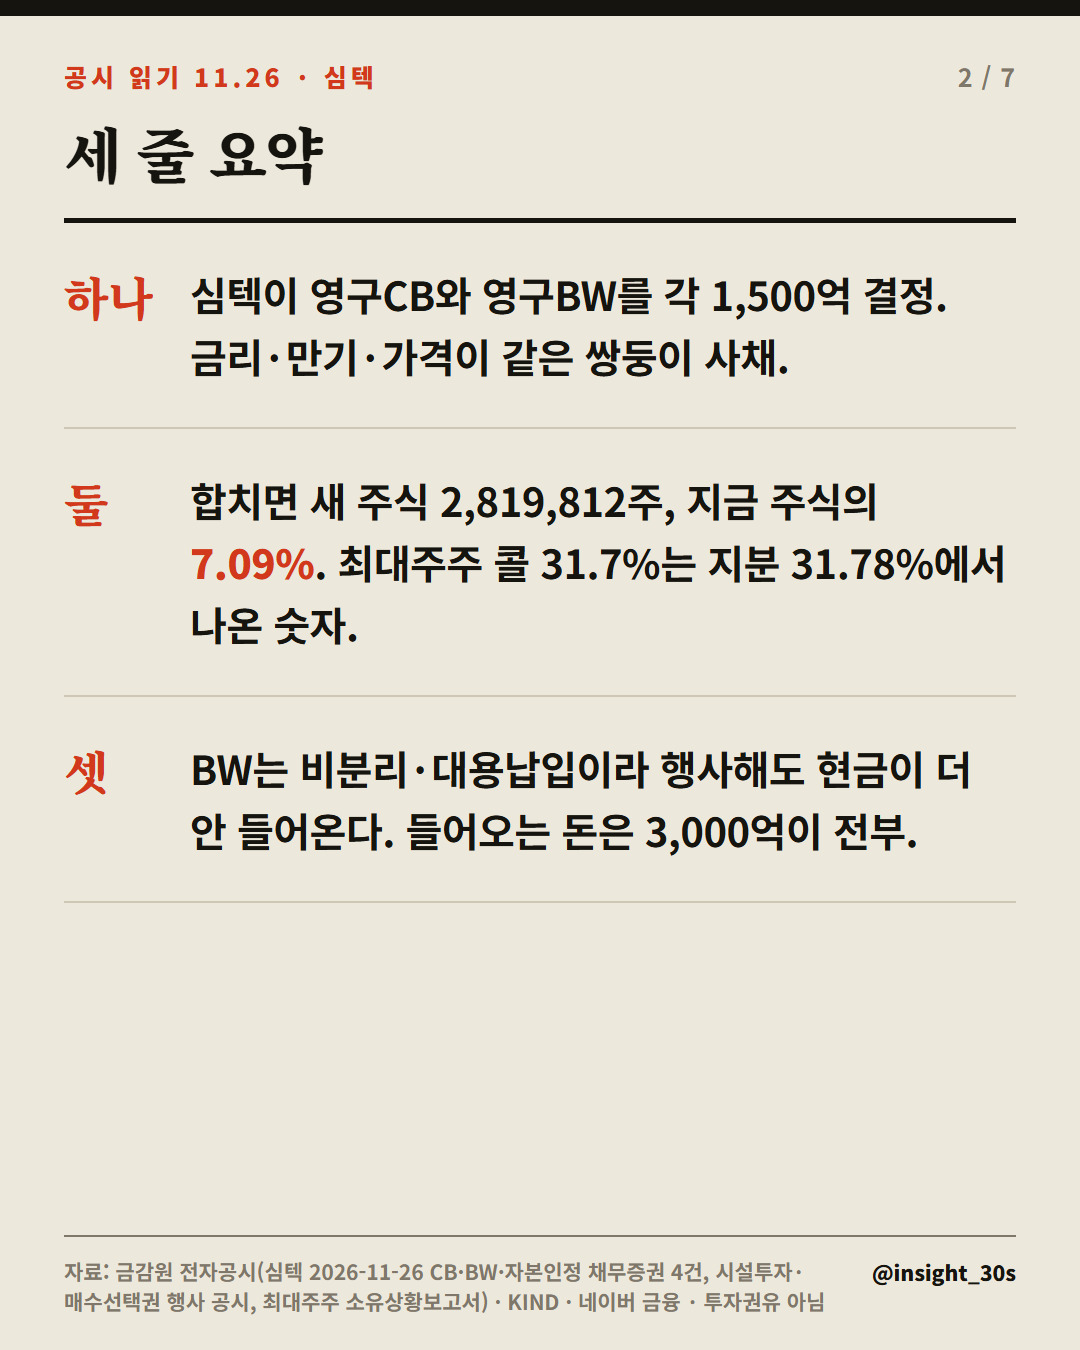 공시 읽기 11.26 · 심텍
2 / 7
세 줄 요약
하나
심텍이 영구CB와 영구BW를 각 1,500억 결정.
금리·만기·가격이 같은 쌍둥이 사채.
둘
합치면 새 주식 2,819,812주, 지금 주식의
7.09%. 최대주주 콜 31.7%는 지분 31.78%에서
나온 숫자.
셋
BW는 비분리·대용납입이라 행사해도 현금이 더
안 들어온다. 들어오는 돈은 3,000억이 전부.
자료: 금감원 전자공시(심텍 2026-11-26 CB·BW·자본인정 채무증권 4건, 시설투자·
매수선택권 행사 공시, 최대주주 소유상황보고서) · KIND · 네이버 금융 · 투자권유 아님
@insight_30s